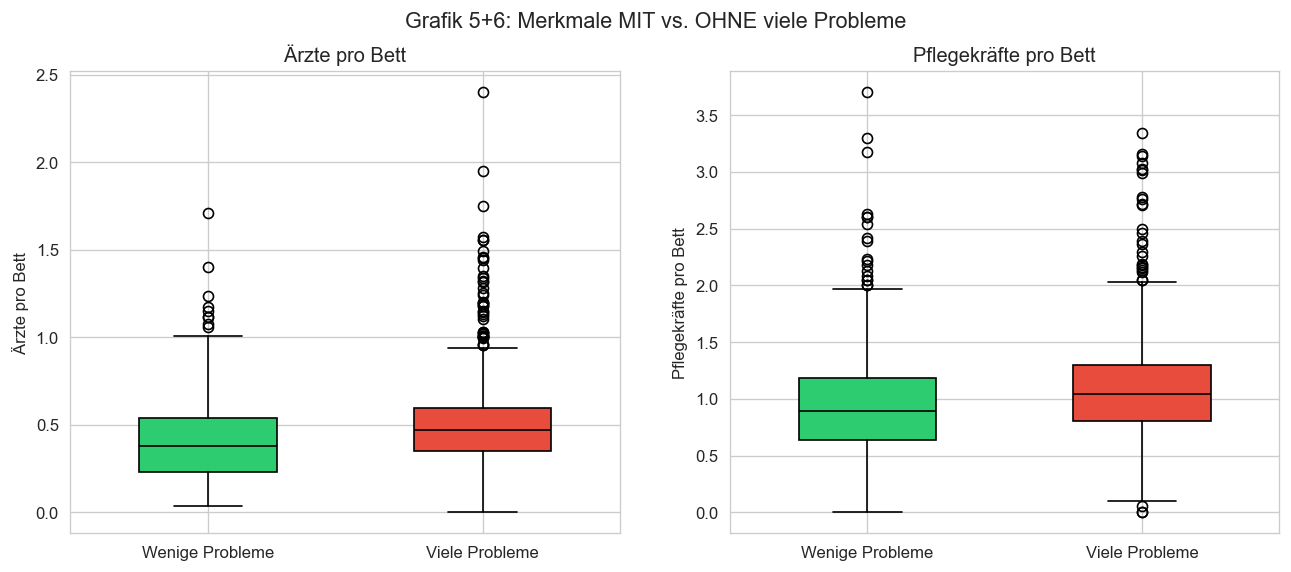 Grafik 5+6: Merkmale MIT vs. OHNE viele Probleme
Ärzte pro Bett
2.5
2.0
1.5
1.0
0.5
0.0
Ärzte pro Bett
Wenige Probleme
Viele Probleme
Pflegekräfte pro Bett
3.5
3.0
2.5
2.0
1.5
1.0
0.5
0.0
Pflegekräfte pro Bett
Wenige Probleme
Viele Probleme